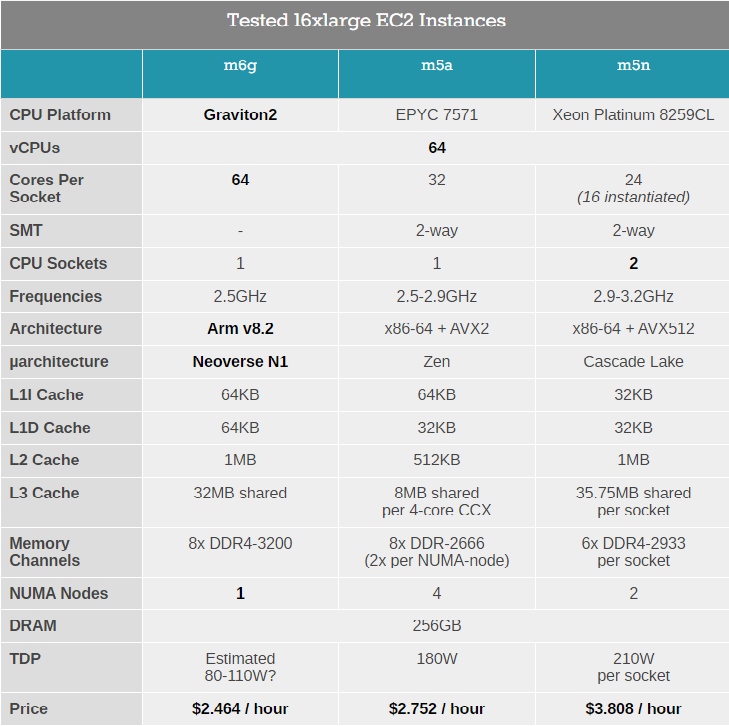 Tested 16xlarge EC2 Instances
m6g m5a m5n
CPU Platform Graviton2 EPYC 7571 Xeon Platinum 8259CL
vCPUs 64
Cores Per Socket 64 32 24
(16 instantiated)
SMT - 2-way 2-way
CPU Sockets 1 1 2
Frequencies 2.5GHz 2.5-2.9GHz 2.9-3.2GHz
Architecture Arm v8.2 x86-64 + AVX2 x86-64 + AVX512
µarchitecture Neoverse N1 Zen Cascade Lake
L1I Cache 64KB 64KB 32KB
L1D Cache 64KB 32KB 32KB
L2 Cache 1MB 512KB 1MB
L3 Cache 32MB shared 8MB shared 35.75MB shared
per 4-core CCX per socket
Memory 8x DDR4-3200 8x DDR-2666 6x DDR4-2933
Channels (2x per NUMA-node) per socket
NUMA Nodes 1 4 2
DRAM 256GB
TDP Estimated 180W 210W
80-110W? per socket
Price $2.464 / hour $2.752 / hour $3.808 / hour